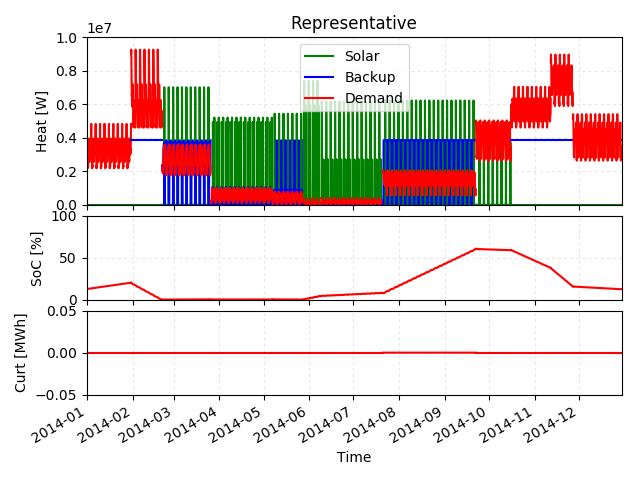 Representative
1e7
1.0
0.8
0.6
0.4
0.2
0.0
Heat [W]
Solar
Backup
Demand
100
50
0
SoC [%]
0.05
0.00
−0.05
Curt [MWh]
2014-01
2014-02
2014-03
2014-04
2014-05
2014-06
2014-07
2014-08
2014-09
2014-10
2014-11
2014-12
Time